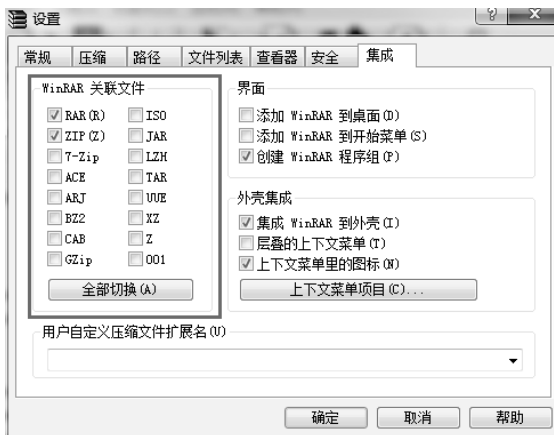 设置
常规 压缩 路径 文件列表 查看器 安全 集成
WinRAR 关联文件
RAR(R) ISO
ZIP(Z) JAR
7-Zip LZH
ACE TAR
ARJ UUE
BZ2 XZ
CAB Z
GZip 001
全部切换(A)
界面
添加 WinRAR 到桌面(D)
添加 WinRAR 到开始菜单(S)
创建 WinRAR 程序组(P)
外壳集成
集成 WinRAR 到外壳(I)
层叠的上下文菜单(T)
上下文菜单里的图标(N)
上下文菜单项目(C)...
用户自定义压缩文件扩展名(U)
确定 取消 帮助